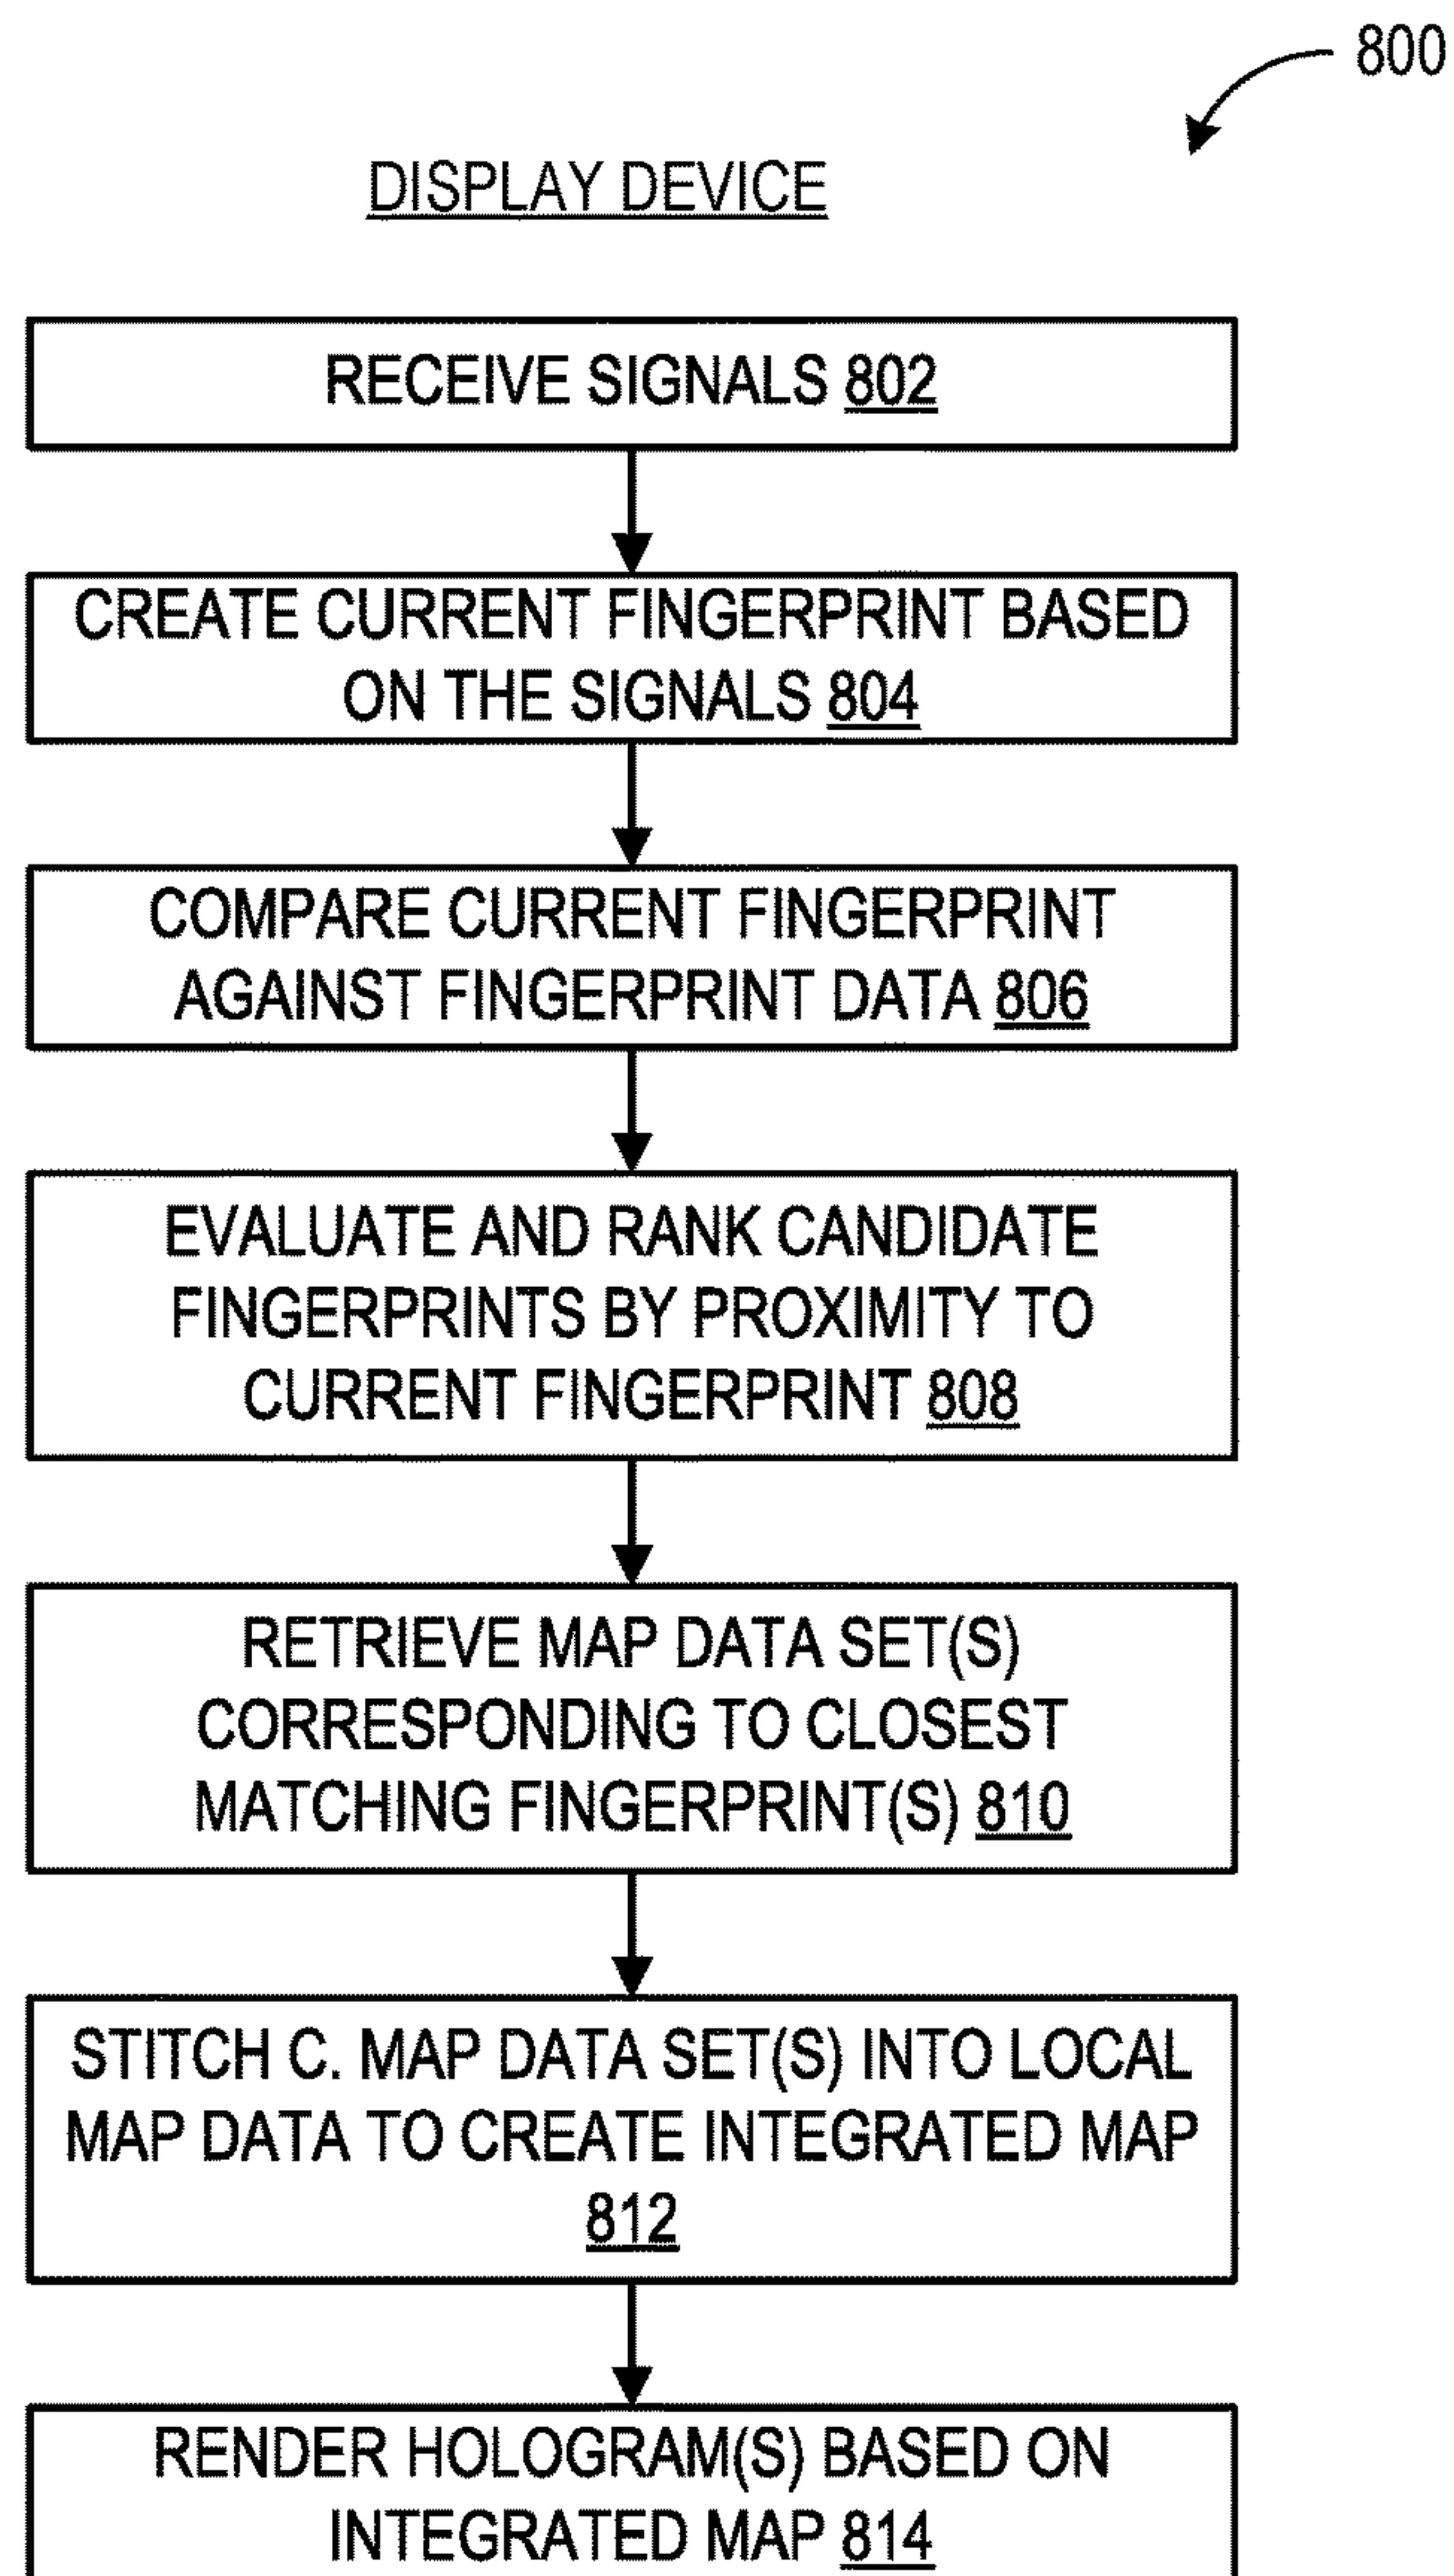 800
DISPLAY DEVICE
RECEIVE SIGNALS 802
CREATE CURRENT FINGERPRINT BASED
ON THE SIGNALS 804
COMPARE CURRENT FINGERPRINT
AGAINST FINGERPRINT DATA 806
EVALUATE AND RANK CANDIDATE
FINGERPRINTS BY PROXIMITY TO
CURRENT FINGERPRINT 808
RETRIEVE MAP DATA SET(S)
CORRESPONDING TO CLOSEST
MATCHING FINGERPRINT(S) 810
STITCH C. MAP DATA SET(S) INTO LOCAL
MAP DATA TO CREATE INTEGRATED MAP
812
RENDER HOLOGRAM(S) BASED ON
INTEGRATED MAP 814